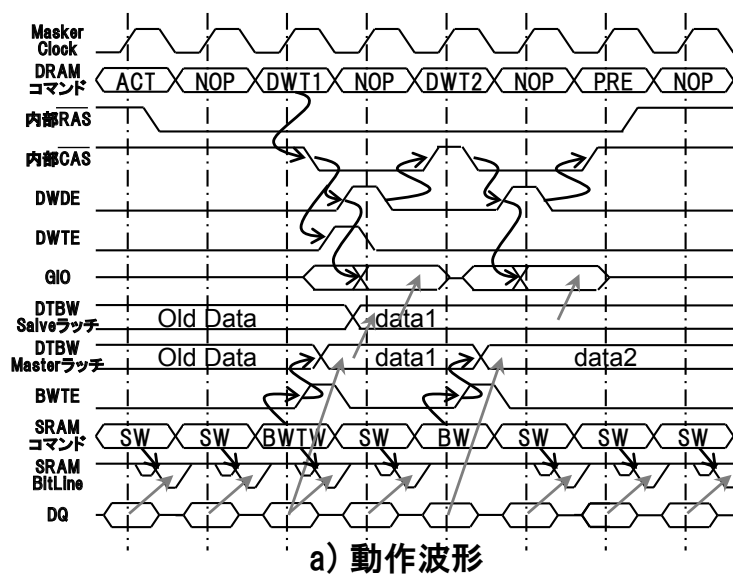 Masker
Clock
DRAM
コマンド
ACT NOP DWT1 NOP DWT2 NOP PRE NOP
内部RAS
内部CAS
DWDE
DWTE
GIO
DTBW
Salveラッチ
Old Data data1
DTBW
Masterラッチ
Old Data data1 data2
BWTE
SRAM
コマンド
SW SW BWTW SW BW SW SW SW
SRAM
BitLine
DQ
a) 動作波形